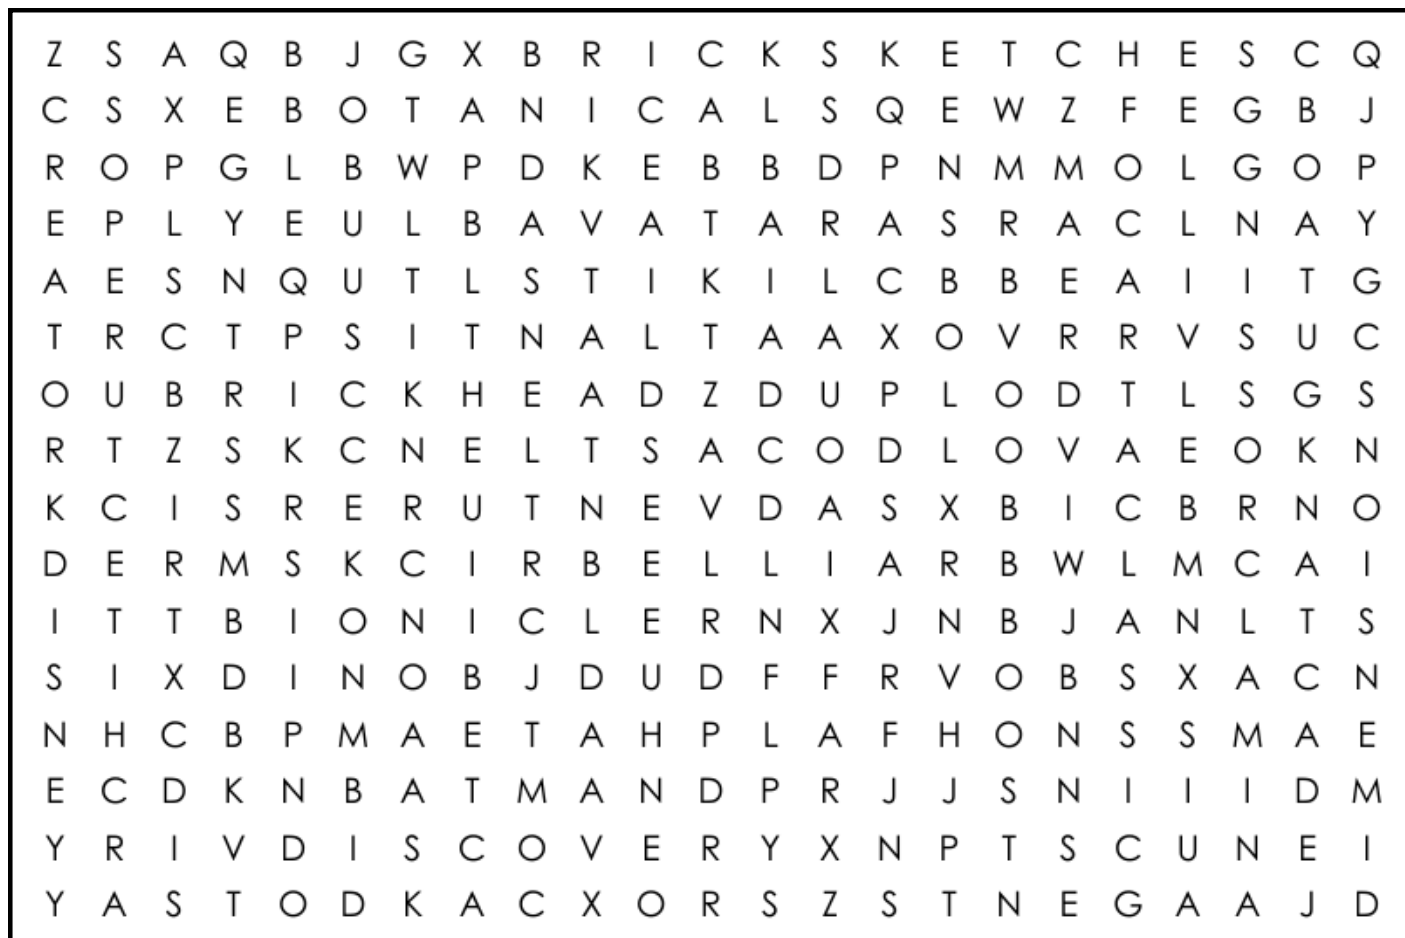 Z S A Q B J G X B R I C K S K E T C H E S C Q
C S X E B O T A N I C A L S Q E W Z F E G B J
R O P G L B W P D K E B B D P N M M O L G O P
E P L Y E U L B A V A T A R A S R A C L N A Y
A E S N Q U T L S T I K I L C B B E A I I T G
T R C T P S I T N A L T A A X O V R R V S U C
O U B R I C K H E A D Z D U P L O D T L S G S
R T Z S K C N E L T S A C O D L O V A E O K N
K C I S R E R U T N E V D A S X B I C B R N O
D E R M S K C I R B E L L I A R B W L M C A I
I T T B I O N I C L E R N X J N B J A N L T S
S I X D I N O B J D U D F F R V O B S X A C N
N H C B P M A E T A H P L A F H O N S S M A E
E C D K N B A T M A N D P R J J S N I I I D M
Y R I V D I S C O V E R Y X N P T S C U N E I
Y A S T O D K A C X O R S Z S T N E G A A J D